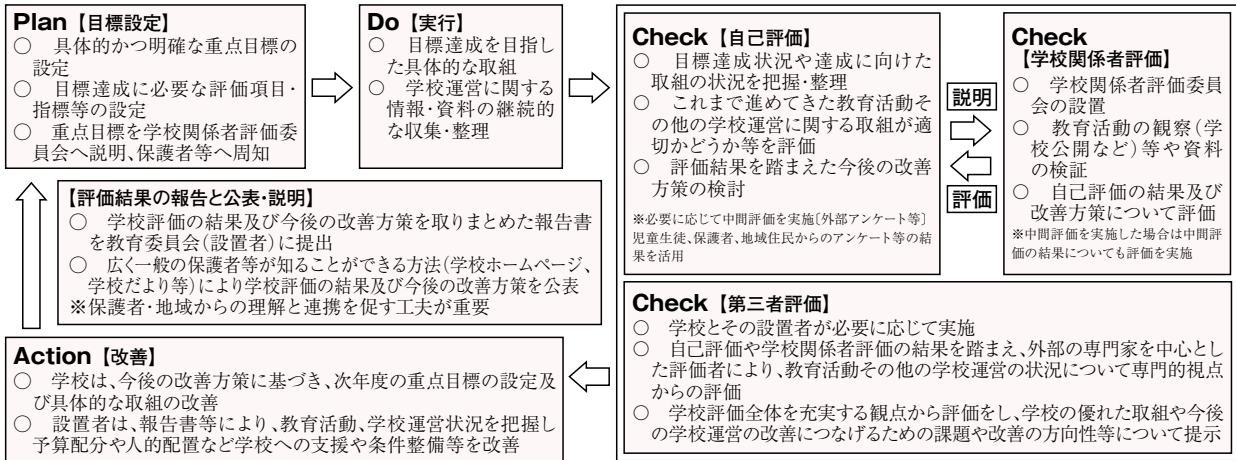 Plan【目標設定】
○ 具体的かつ明確な重点目標の
設定
○ 目標達成に必要な評価項目・
指標等の設定
○ 重点目標を学校関係者評価委
員会へ説明、保護者等へ周知
Do【実行】
○ 目標達成を目指し
た具体的な取組
○ 学校運営に関する
情報・資料の継続的
な収集・整理
Check【自己評価】
○ 目標達成状況や達成に向けた
取組の状況を把握・整理
○ これまで進めてきた教育活動そ
の他の学校運営に関する取組が適
切かどうか等を評価
○ 評価結果を踏まえた今後の改善
方策の検討
※必要に応じて中間評価を実施〔外部アンケート等〕
児童生徒、保護者、地域住民からのアンケート等の結
果を活用
説明
評価
Check
【学校関係者評価】
○ 学校関係者評価委員
会の設置
○ 教育活動の観察(学
校公開など)等や資料
の検証
○ 自己評価の結果及び
改善方策について評価
※中間評価を実施した場合は中間評
価の結果についても評価を実施
【評価結果の報告と公表・説明】
○ 学校評価の結果及び今後の改善方策を取りまとめた報告書
を教育委員会(設置者)に提出
○ 広く一般の保護者等が知ることができる方法(学校ホームページ、
学校だより等)により学校評価の結果及び今後の改善方策を公表
※保護者・地域からの理解と連携を促す工夫が重要
Check【第三者評価】
○ 学校とその設置者が必要に応じて実施
○ 自己評価や学校関係者評価の結果を踏まえ、外部の専門家を中心とし
た評価者により、教育活動その他の学校運営の状況について専門的視点
からの評価
○ 学校評価全体を充実する観点から評価をし、学校の優れた取組や今後
の学校運営の改善につなげるための課題や改善の方向性等について提示
Action【改善】
○ 学校は、今後の改善方策に基づき、次年度の重点目標の設定及
び具体的な取組の改善
○ 設置者は、報告書等により、教育活動、学校運営状況を把握し
予算配分や人的配置など学校への支援や条件整備等を改善